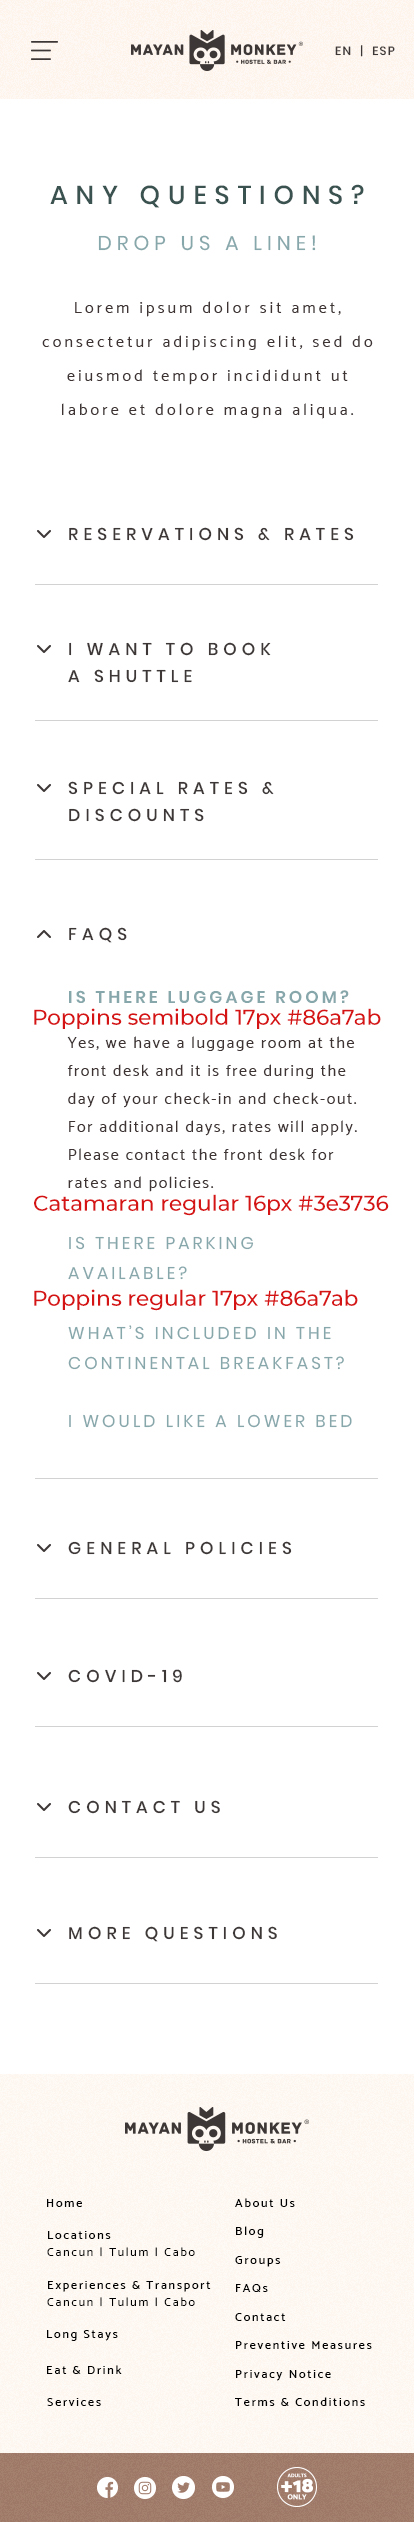 MAYAN MONKEY®
• HOSTEL & BAR •
EN | ESP
ANY QUESTIONS?
DROP US A LINE!
Lorem ipsum dolor sit amet,
consectetur adipiscing elit, sed do
eiusmod tempor incididunt ut
labore et dolore magna aliqua.
RESERVATIONS & RATES
I WANT TO BOOK
A SHUTTLE
SPECIAL RATES &
DISCOUNTS
FAQS
IS THERE LUGGAGE ROOM?
Poppins semibold 17px #86a7ab
Yes, we have a luggage room at the
front desk and it is free during the
day of your check-in and check-out.
For additional days, rates will apply.
Please contact the front desk for
rates and policies.
Catamaran regular 16px #3e3736
IS THERE PARKING
AVAILABLE?
Poppins regular 17px #86a7ab
WHAT'S INCLUDED IN THE
CONTINENTAL BREAKFAST?
I WOULD LIKE A LOWER BED
GENERAL POLICIES
COVID-19
CONTACT US
MORE QUESTIONS
MAYAN MONKEY®
• HOSTEL & BAR •
Home
Locations
Cancun | Tulum | Cabo
Experiences & Transport
Cancun | Tulum | Cabo
Long Stays
Eat & Drink
Services
About Us
Blog
Groups
FAQs
Contact
Preventive Measures
Privacy Notice
Terms & Conditions
ADULTS
+18
ONLY